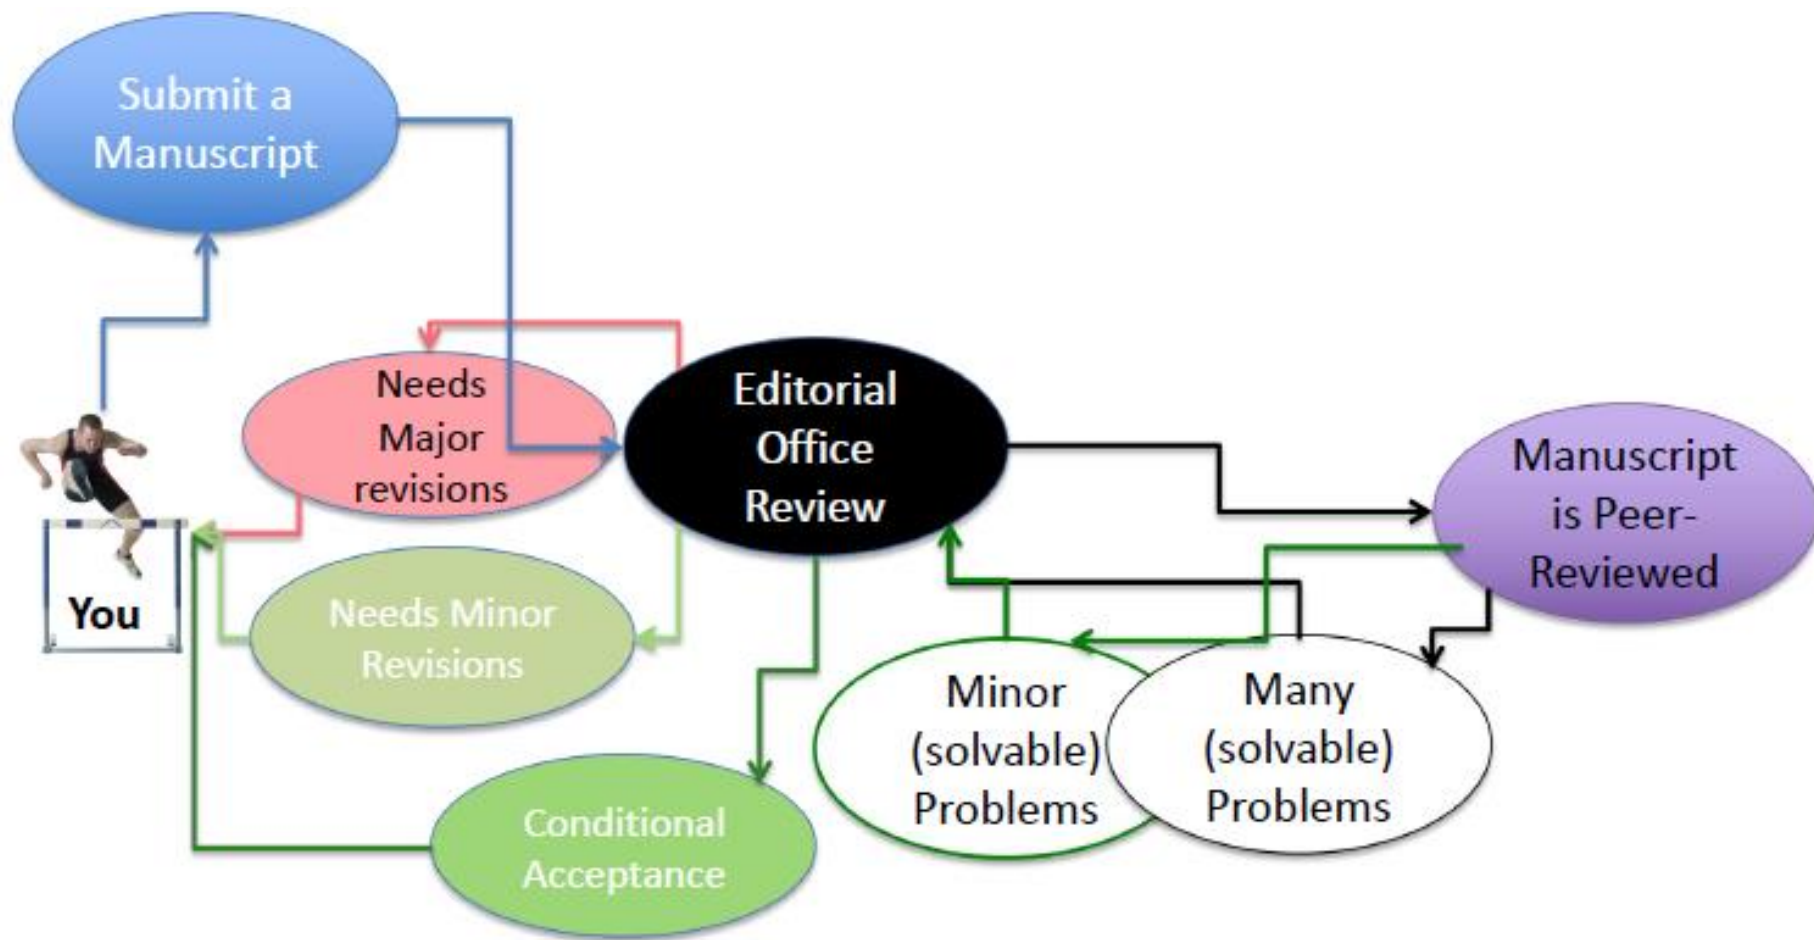 Submit a
Manuscript
Needs
Major
revisions
Editorial
Office
Review
Manuscript
is Peer-
Reviewed
You
Needs Minor
Revisions
Minor
(solvable)
Problems
Many
(solvable)
Problems
Conditional
Acceptance